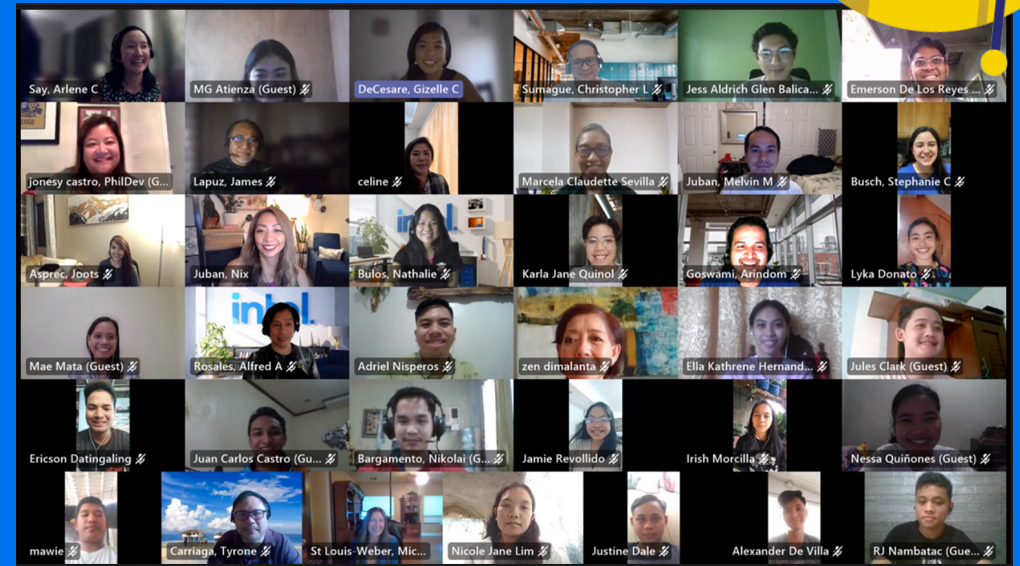 Say, Arlene C
MG Atienza (Guest)
DeCesare, Gizelle C
Sumague, Christopher L
Jess Aldrich Glen Balica...
Emerson De Los Reyes ...
jonesy castro, PhilDev (G...
Lapuz, James
celine
Marcela Claudette Sevilla
Juban, Melvin M
Busch, Stephanie C
Asprec, Joots
Juban, Nix
intel.
Bulos, Nathalie
Karla Jane Quinol
Goswami, Arindom
Lyka Donato
Mae Mata (Guest)
intel.
Rosales, Alfred A
Adriel Nisperos
zen dimalanta
Ella Kathrene Hernand...
Jules Clark (Guest)
Ericson Datingaling
Juan Carlos Castro (Gu...
Bargamento, Nikolai (G...
Jamie Revollido
Irish Morcilla
Nessa Quiñones (Guest)
mawie
Carriaga, Tyrone
St Louis-Weber, Mic...
Nicole Jane Lim
Justine Dale
Alexander De Villa
RJ Nambatac (Gue...